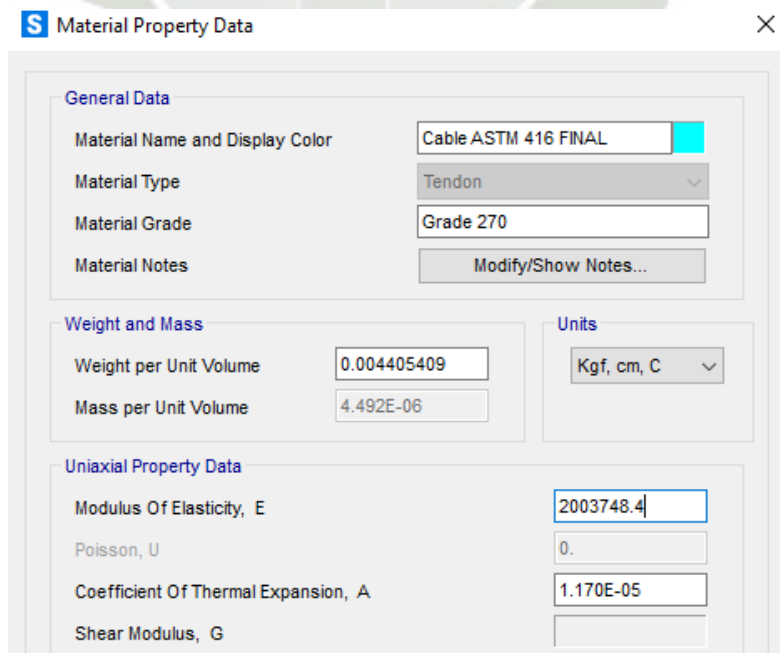 S Material Property Data
General Data
Material Name and Display Color Cable ASTM 416 FINAL
Material Type Tendon
Material Grade Grade 270
Material Notes Modify/Show Notes...
Weight and Mass
Weight per Unit Volume 0.004405409
Mass per Unit Volume 4.492E-06
Units
Kgf, cm, C
Uniaxial Property Data
Modulus Of Elasticity, E 2003748.4
Poisson, U 0.
Coefficient Of Thermal Expansion, A 1.170E-05
Shear Modulus, G